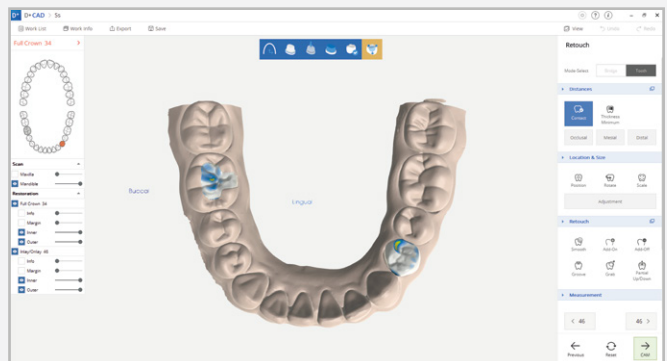 D+ D+CAD > 5s
Work List Work Info Export Save
View Undo Redo
Full Crown 34 >
Retouch
Mode Select Bridge Tooth
Distances
Contact Thickness Minimum
Occlusal Mesial Distal
Scan
Maxilla
Mandible
Restoration
Full Crown 34
Info
Margin
Inner
Outer
Inlay/Onlay 46
Info
Margin
Inner
Outer
Buccal
Lingual
Location & Size
Position Rotate Scale
Adjustment
Retouch
Smooth Add-On Add-Off
Groove Grab Partial Up/Down
Measurement
< 46 46 >
Previous Reset CAM